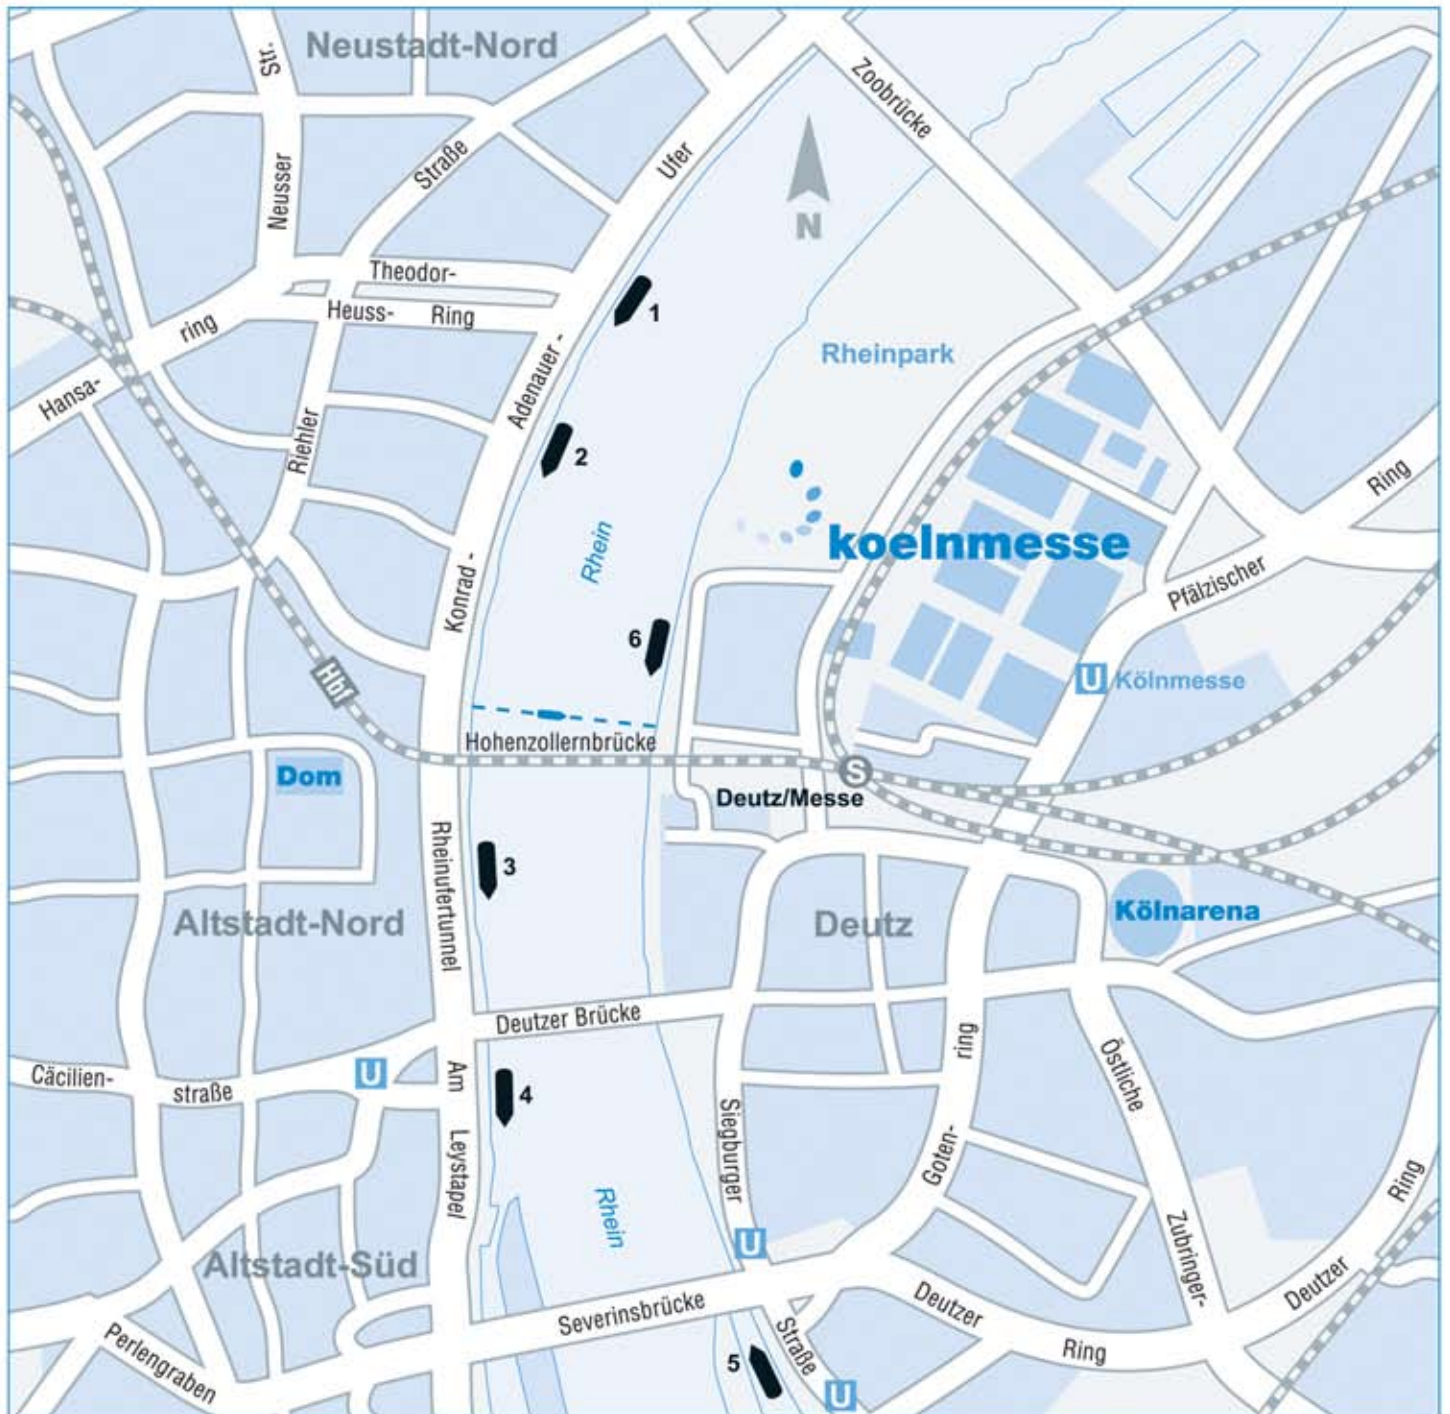 Neustadt-Nord
Str.
Zoobrücke
Neusser
Straße
Ufer
N
Theodor-
Heuss- Ring
ring
1
Hansa-
Rheinpark
Adenauer -
Riehler
2
Ring
Rhein
koelnmesse
Konrad -
Pfälzischer
6
Hbf
U Kölnmesse
Hohenzollernbrücke
Dom
S
Deutz/Messe
Rheinufertunnel
3
Altstadt-Nord
Deutz
Kölnarena
Deutzer Brücke
ring
Östliche
Cäcilien-
straße
U
Am
4
Leystapel
Siegburger
Goten-
Rhein
Ring
U
Zubringer-
Altstadt-Süd
Severinsbrücke
Deutzer
Deutzer
Ring
Perlengraben
5
Straße
U